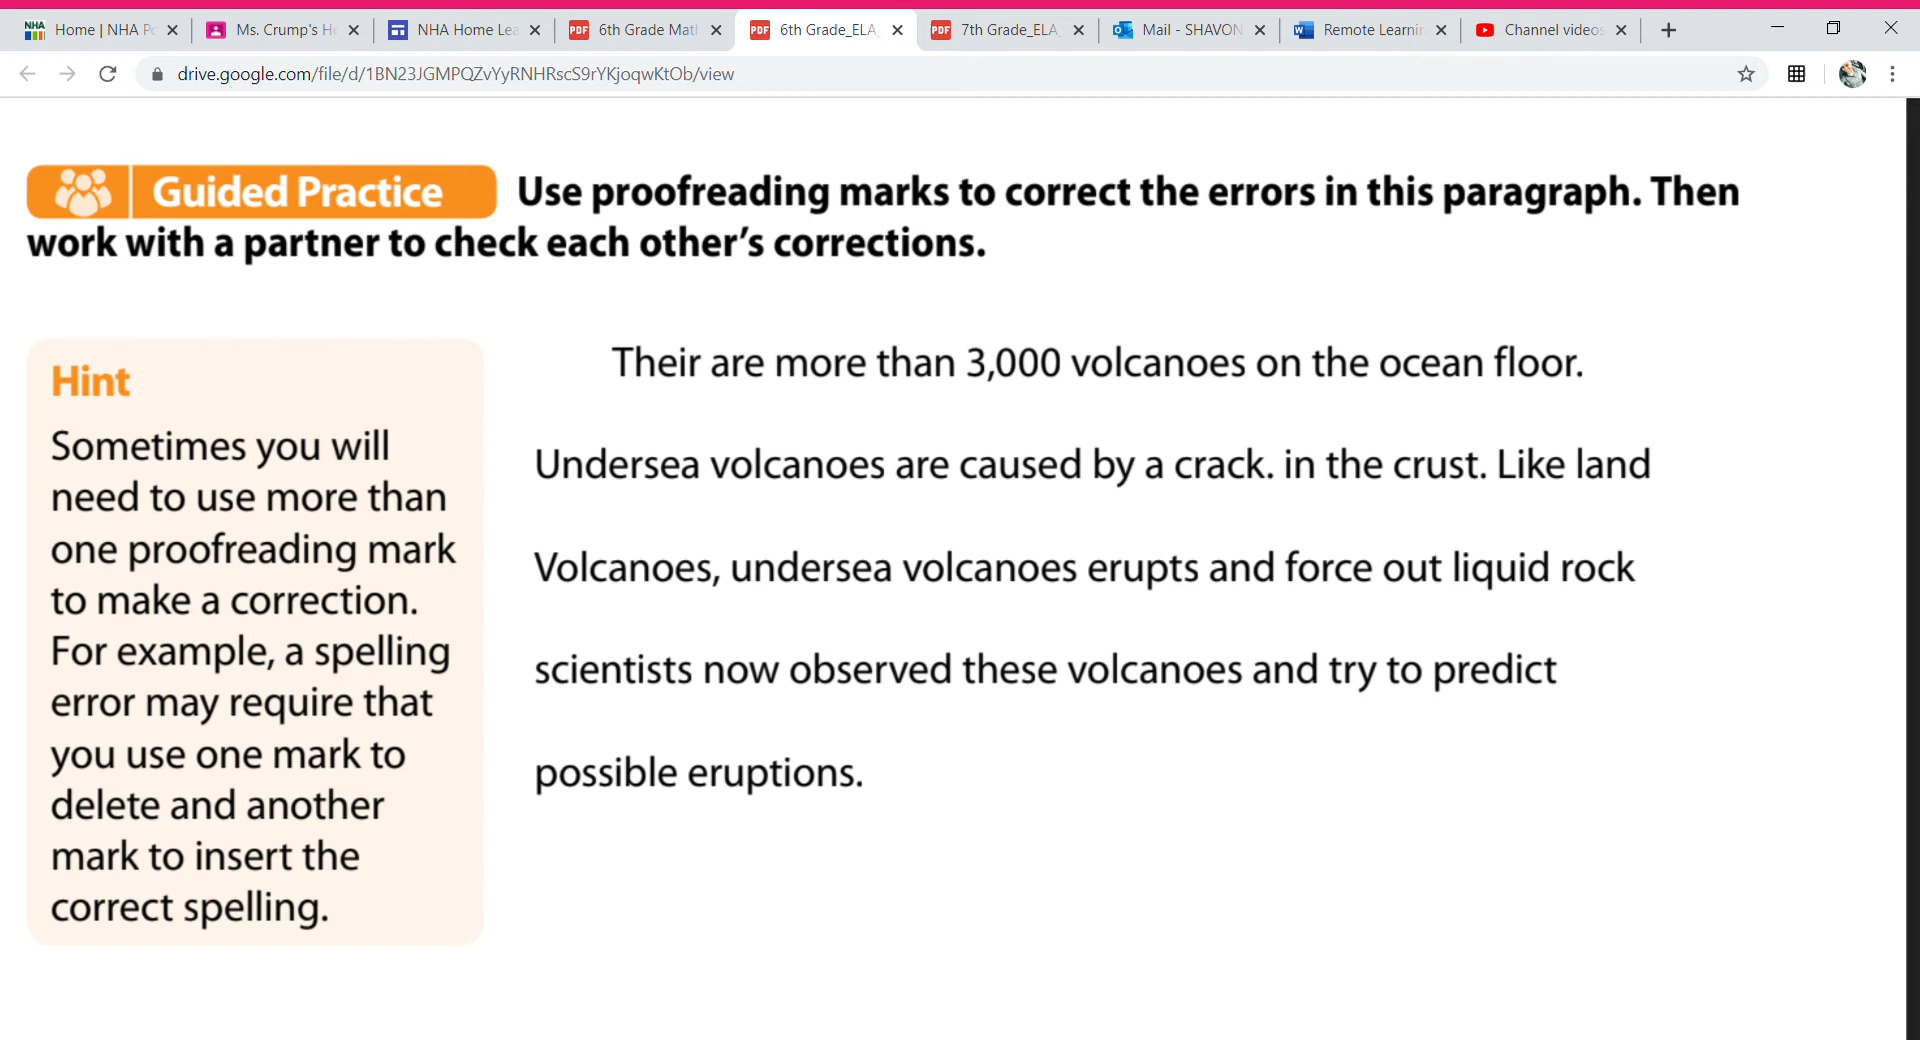 Home | NHA Po
Ms. Crump's Ho
NHA Home Lea
6th Grade Mat
6th Grade_ELA_
7th Grade_ELA_
Mail - SHAVON
Remote Learnin
Channel videos
drive.google.com/file/d/1BN23JGMPQZvYyRNHRscS9rYKjoqwKtOb/view
Guided Practice Use proofreading marks to correct the errors in this paragraph. Then
work with a partner to check each other's corrections.
Hint
Sometimes you will
need to use more than
one proofreading mark
to make a correction.
For example, a spelling
error may require that
you use one mark to
delete and another
mark to insert the
correct spelling.
Their are more than 3,000 volcanoes on the ocean floor.
Undersea volcanoes are caused by a crack. in the crust. Like land
Volcanoes, undersea volcanoes erupts and force out liquid rock
scientists now observed these volcanoes and try to predict
possible eruptions.